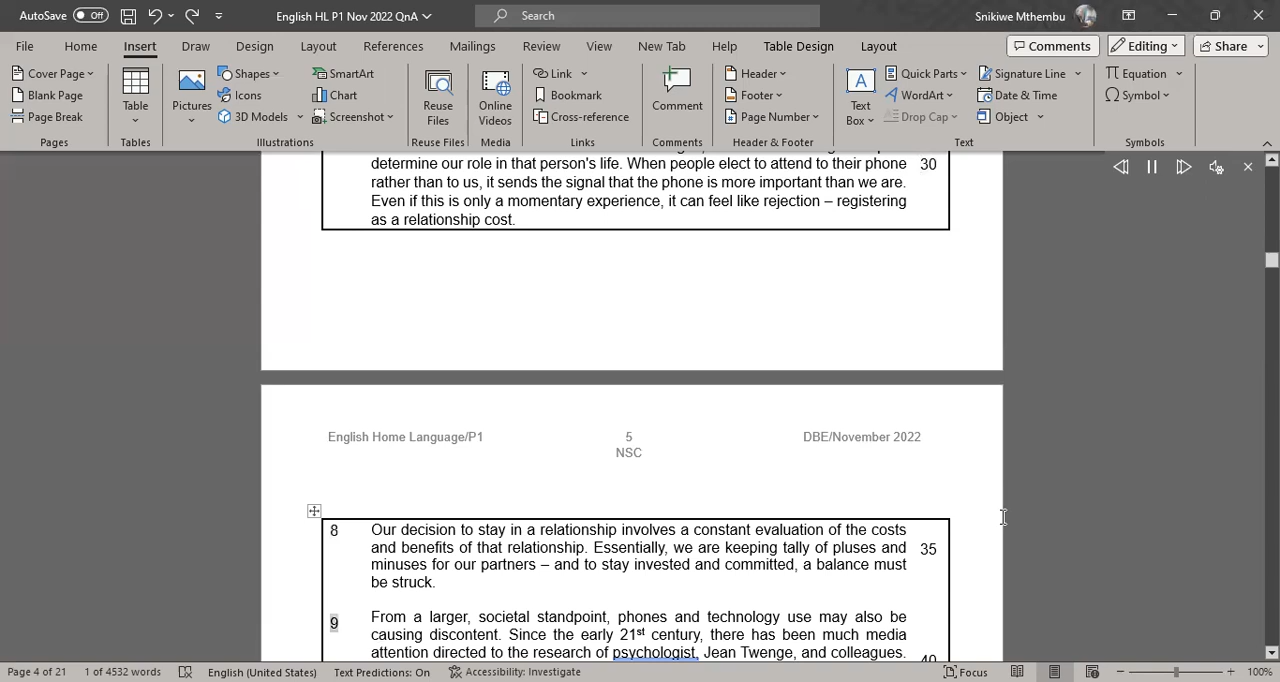 AutoSave Off English HL P1 Nov 2022 QnA Search Snikiwe Mthembu
File Home Insert Draw Design Layout References Mailings Review View New Tab Help Table Design Layout Comments Editing Share
Cover Page
Blank Page
Page Break
Pages
Table
Tables
Pictures
Shapes
Icons
3D Models
SmartArt
Chart
Screenshot
Illustrations
Reuse
Files
Reuse Files
Online
Videos
Media
Link
Bookmark
Cross-reference
Links
Comment
Comments
Header
Footer
Page Number
Header & Footer
Text
Box
Quick Parts
WordArt
Drop Cap
Signature Line
Date & Time
Object
Text
Equation
Symbol
Symbols
determine our role in that person's life. When people elect to attend to their phone 30
rather than to us, it sends the signal that the phone is more important than we are.
Even if this is only a momentary experience, it can feel like rejection – registering
as a relationship cost.
English Home Language/P1 5 DBE/November 2022
NSC
8 Our decision to stay in a relationship involves a constant evaluation of the costs
and benefits of that relationship. Essentially, we are keeping tally of pluses and 35
minuses for our partners – and to stay invested and committed, a balance must
be struck.
9 From a larger, societal standpoint, phones and technology use may also be
causing discontent. Since the early 21st century, there has been much media
attention directed to the research of psychologist, Jean Twenge, and colleagues. 40
Page 4 of 21 1 of 4532 words English (United States) Text Predictions: On Accessibility: Investigate Focus 100%